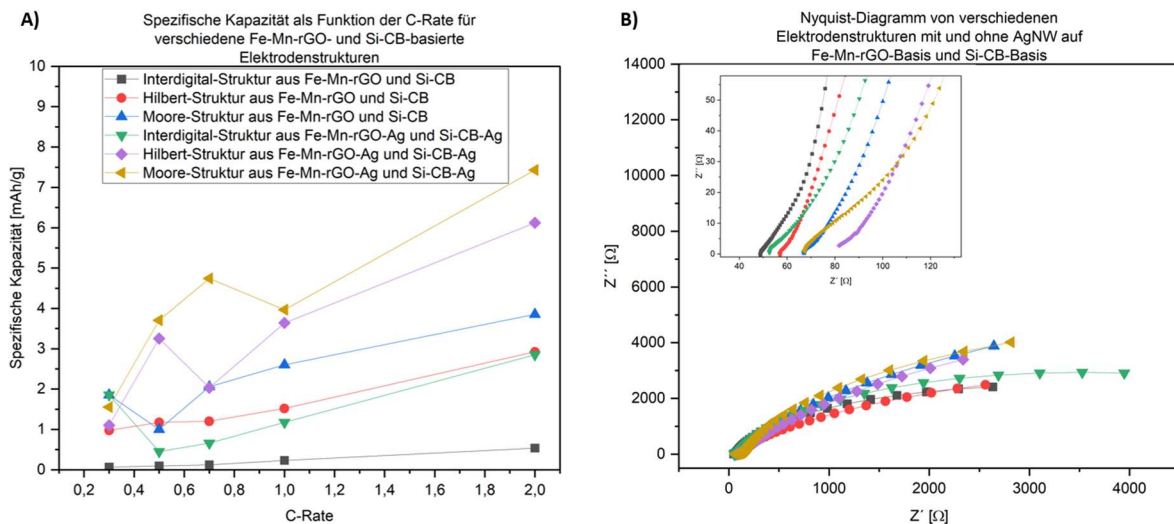 A)
Spezifische Kapazität als Funktion der C-Rate für
verschiedene Fe-Mn-rGO- und Si-CB-basierte
Elektrodenstrukturen
10
9
8
7
6
5
4
3
2
1
0
Spezifische Kapazität [mAh/g]
Interdigital-Struktur aus Fe-Mn-rGO und Si-CB
Hilbert-Struktur aus Fe-Mn-rGO und Si-CB
Moore-Struktur aus Fe-Mn-rGO und Si-CB
Interdigital-Struktur aus Fe-Mn-rGO-Ag und Si-CB-Ag
Hilbert-Struktur aus Fe-Mn-rGO-Ag und Si-CB-Ag
Moore-Struktur aus Fe-Mn-rGO-Ag und Si-CB-Ag
0,2 0,4 0,6 0,8 1,0 1,2 1,4 1,6 1,8 2,0
C-Rate
B)
Nyquist-Diagramm von verschiedenen
Elektrodenstrukturen mit und ohne AgNW auf
Fe-Mn-rGO-Basis und Si-CB-Basis
14000
12000
10000
8000
6000
4000
2000
0
Z´´ [Ω]
50
40
30
20
10
0
Z´´ [Ω]
40 60 80 100 120
Z´ [Ω]
0 1000 2000 3000 4000
Z´ [Ω]